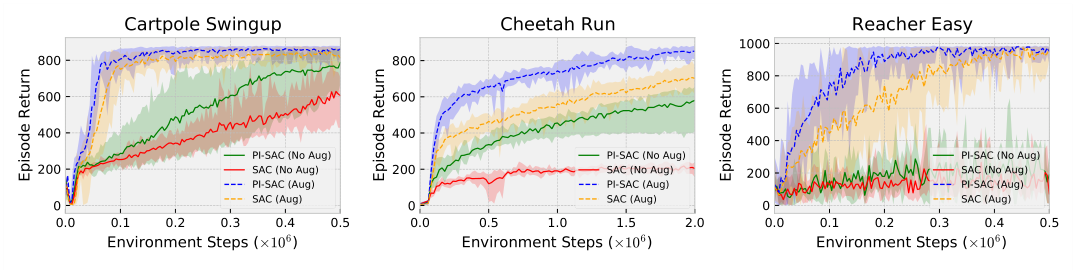 Cartpole Swingup
Cheetah Run
Reacher Easy
Episode Return
800
600
400
200
0
0.0 0.1 0.2 0.3 0.4 0.5
Environment Steps (×10⁶)
PI-SAC (No Aug)
SAC (No Aug)
PI-SAC (Aug)
SAC (Aug)
Episode Return
800
600
400
200
0
0.0 0.5 1.0 1.5 2.0
Environment Steps (×10⁶)
PI-SAC (No Aug)
SAC (No Aug)
PI-SAC (Aug)
SAC (Aug)
Episode Return
1000
800
600
400
200
0
0.0 0.1 0.2 0.3 0.4 0.5
Environment Steps (×10⁶)
PI-SAC (No Aug)
SAC (No Aug)
PI-SAC (Aug)
SAC (Aug)